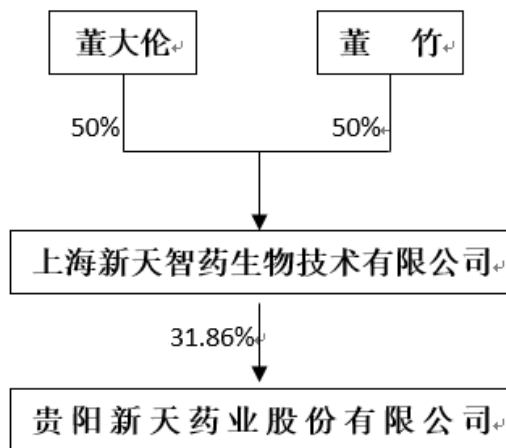 董大伦
董 竹
50%
50%
上海新天智药生物技术有限公司
31.86%
贵阳新天药业股份有限公司